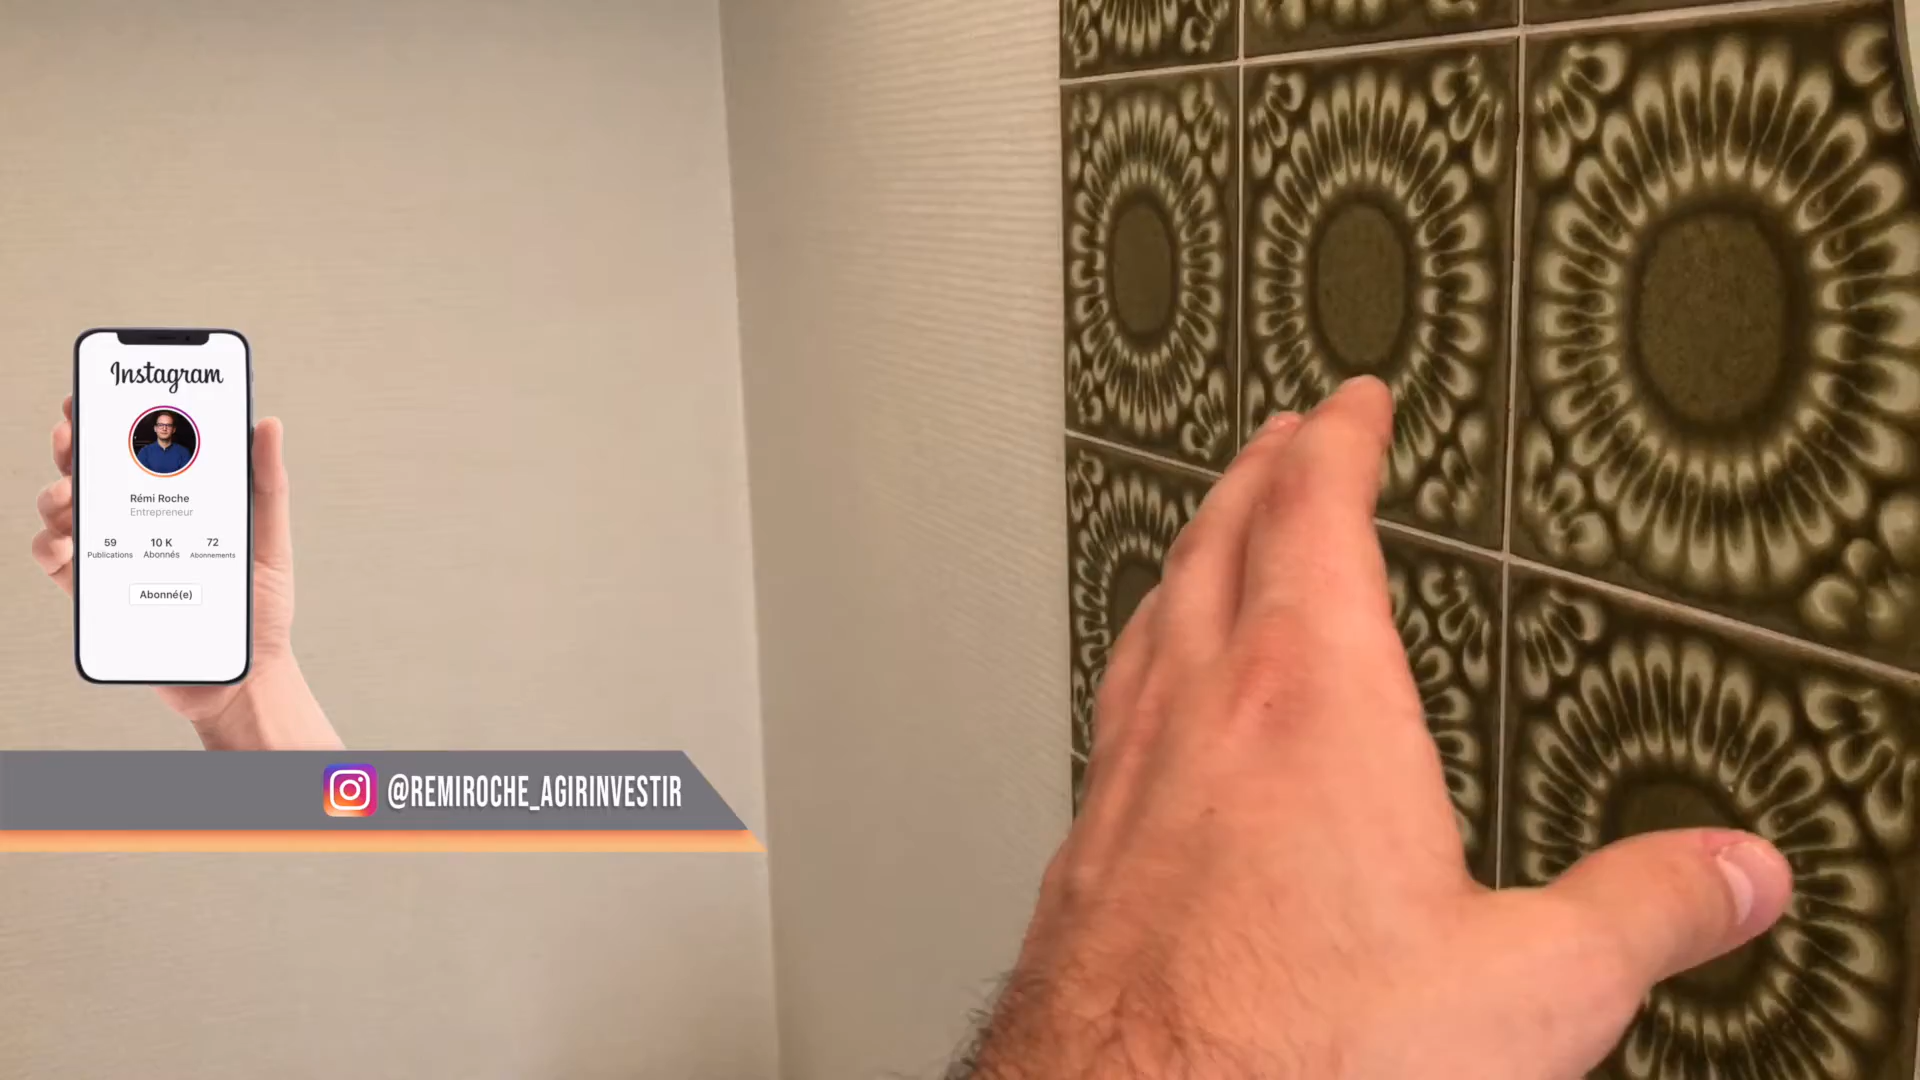 Instagram
Rémi Roche
Entrepreneur
59 10 K 72
Publications Abonnés Abonnements
Abonné(e)
@REMIROCHE_AGIRINVESTIR